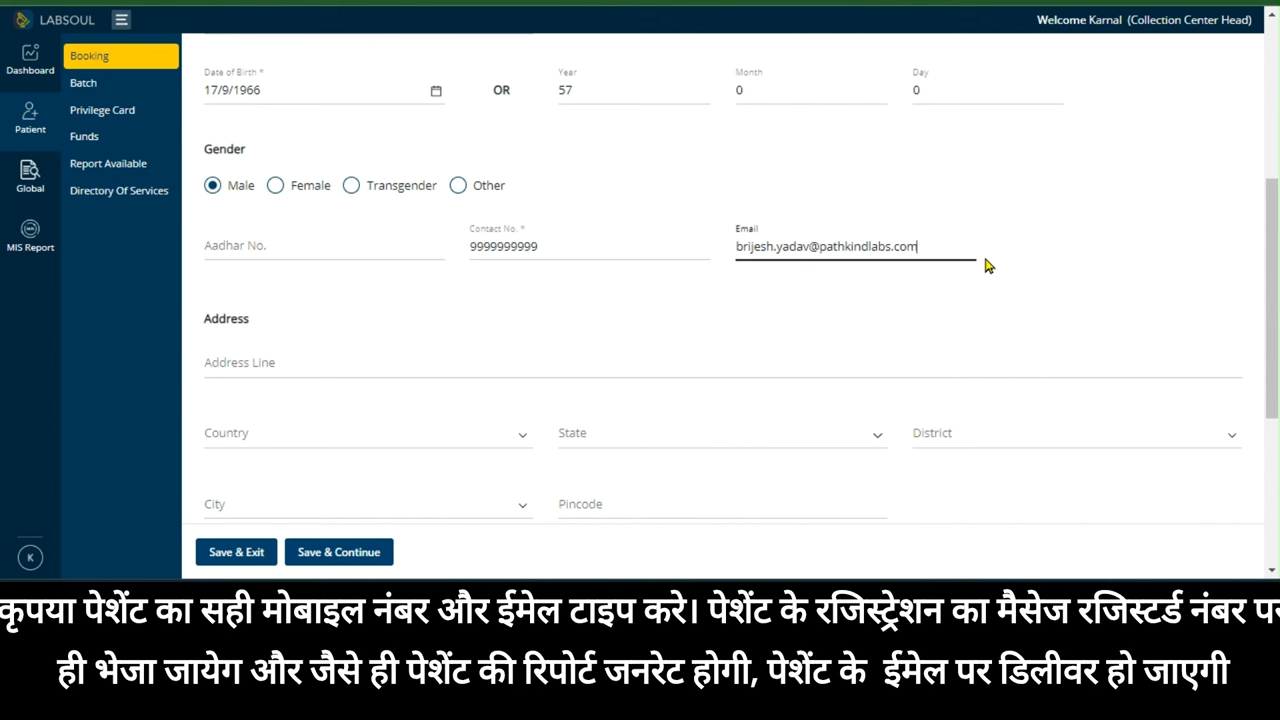 LABSOUL
Welcome Karnal (Collection Center Head)
Dashboard
Patient
Global
MIS Report
K
Booking
Batch
Privilege Card
Funds
Report Available
Directory Of Services
Date of Birth * Year Month Day
17/9/1966 OR 57 0 0
Gender
Male Female Transgender Other
Contact No. * Email
Aadhar No. 9999999999 brijesh.yadav@pathkindlabs.com
Address
Address Line
Country State District
City Pincode
Save & Exit Save & Continue
कृपया पेशेंट का सही मोबाइल नंबर और ईमेल टाइप करे। पेशेंट के रजिस्ट्रेशन का मैसेज रजिस्टर्ड नंबर पर
ही भेजा जायेग और जैसे ही पेशेंट की रिपोर्ट जनरेट होगी, पेशेंट के ईमेल पर डिलीवर हो जाएगी